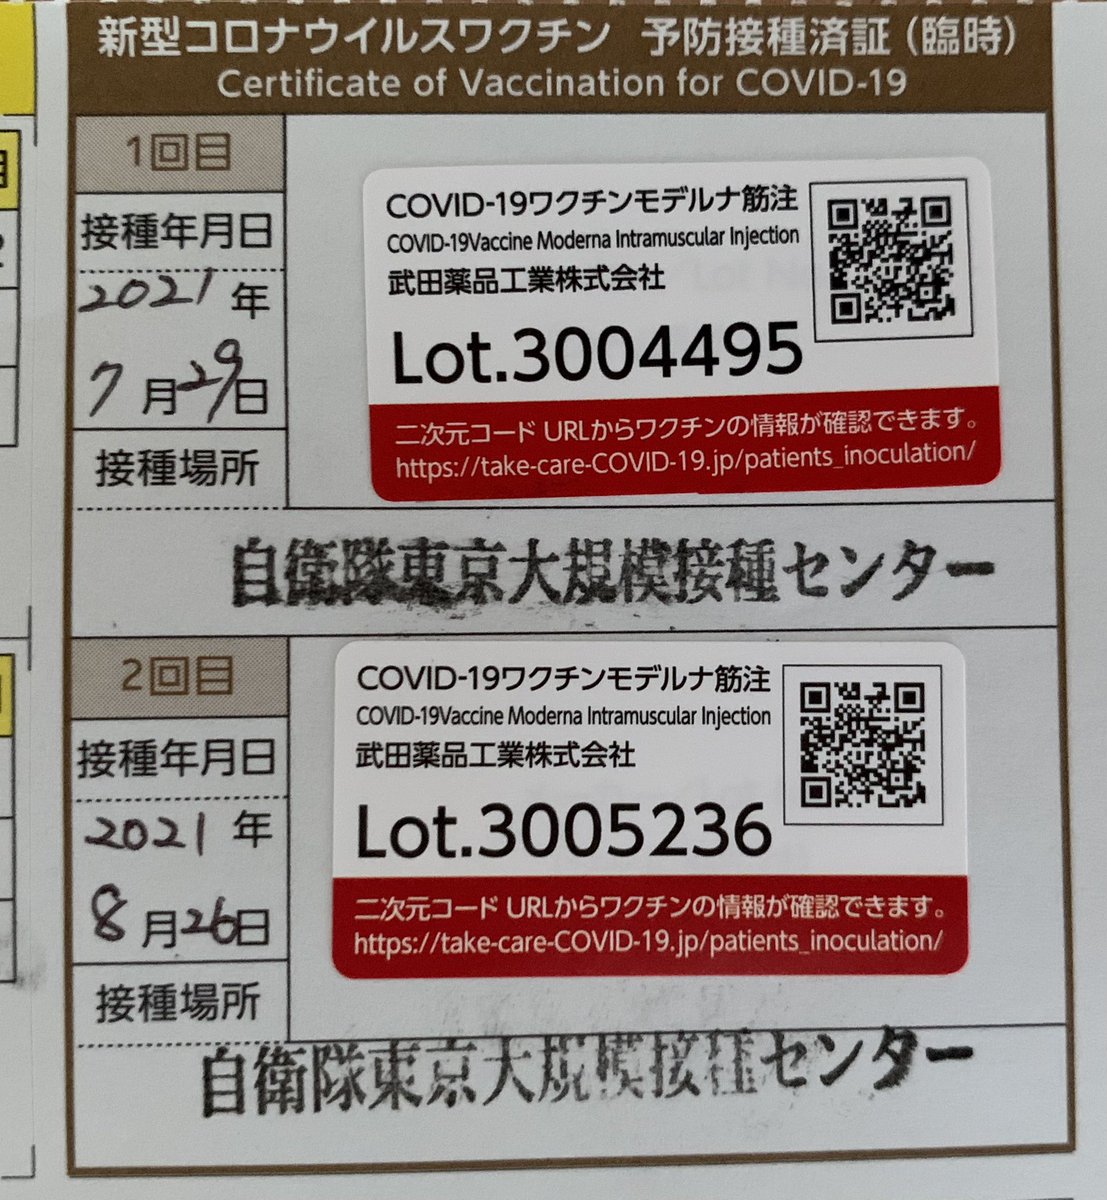 新型コロナウイルスワクチン 予防接種済証（臨時）
Certificate of Vaccination for COVID-19
1回目
接種年月日
2021年
7月29日
接種場所
COVID-19ワクチンモデルナ筋注
COVID-19Vaccine Moderna Intramuscular Injection
武田薬品工業株式会社
Lot.3004495
二次元コード URLからワクチンの情報が確認できます。
https://take-care-COVID-19.jp/patients_inoculation/
自衛隊東京大規模接種センター
2回目
接種年月日
2021年
8月26日
接種場所
COVID-19ワクチンモデルナ筋注
COVID-19Vaccine Moderna Intramuscular Injection
武田薬品工業株式会社
Lot.3005236
二次元コード URLからワクチンの情報が確認できます。
https://take-care-COVID-19.jp/patients_inoculation/
自衛隊東京大規模接種センター